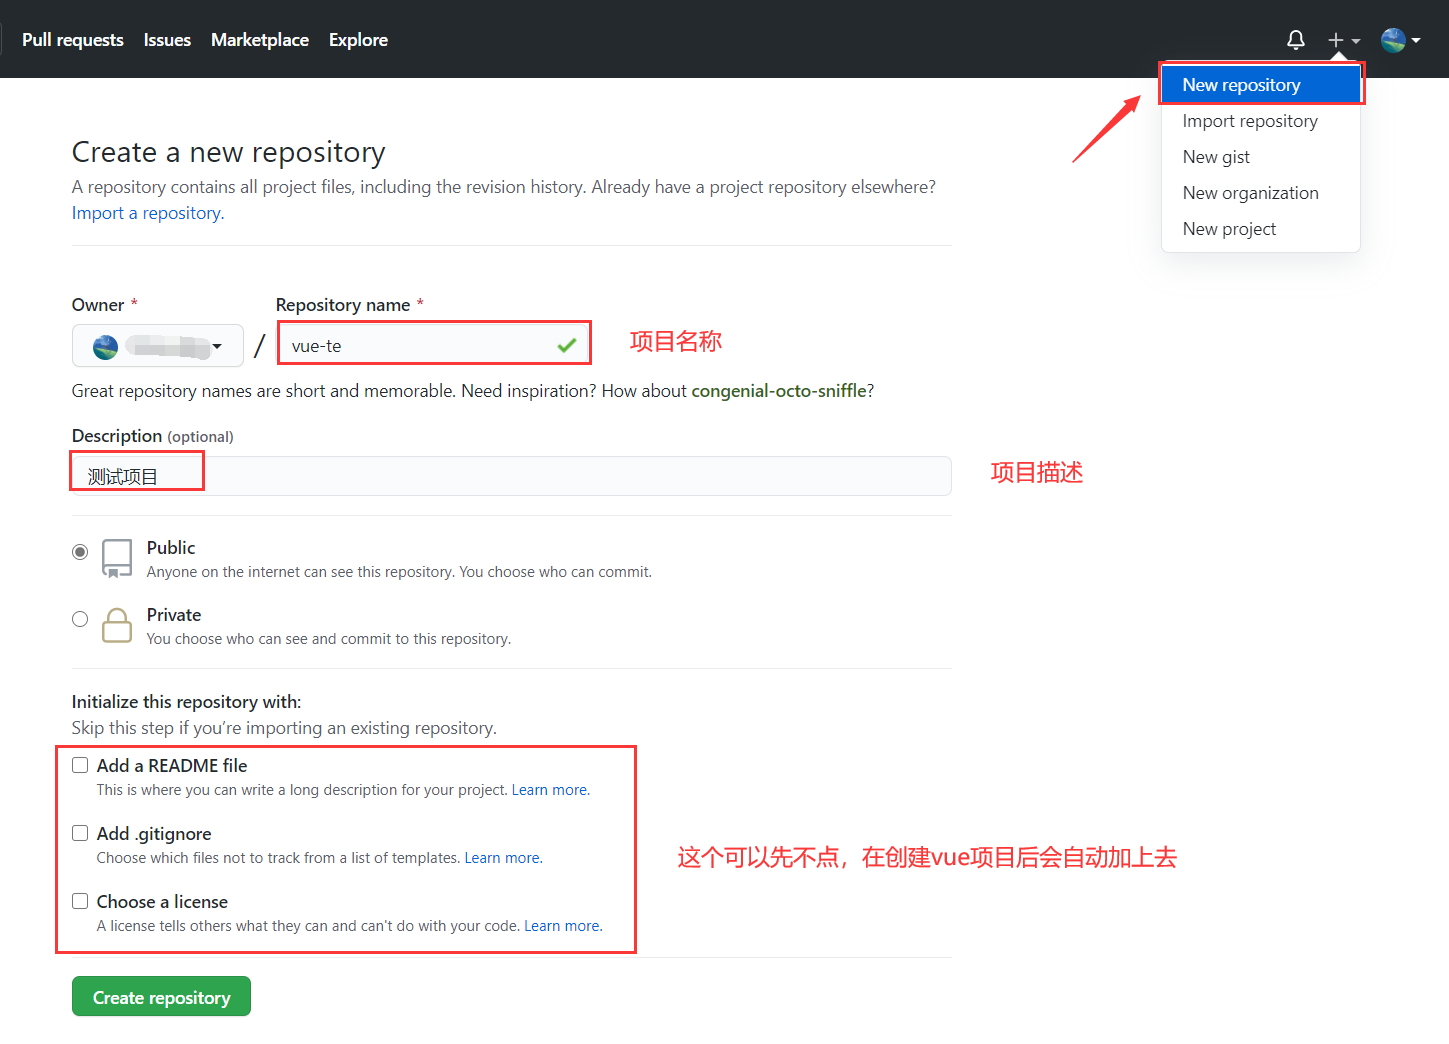 Pull requests Issues Marketplace Explore
New repository
Import repository
New gist
New organization
New project
Create a new repository
A repository contains all project files, including the revision history. Already have a project repository elsewhere?
Import a repository.
Owner * Repository name *
/ vue-te 项目名称
Great repository names are short and memorable. Need inspiration? How about congenial-octo-sniffle?
Description (optional)
测试项目 项目描述
Public
Anyone on the internet can see this repository. You choose who can commit.
Private
You choose who can see and commit to this repository.
Initialize this repository with:
Skip this step if you’re importing an existing repository.
Add a README file
This is where you can write a long description for your project. Learn more.
Add .gitignore
Choose which files not to track from a list of templates. Learn more.
这个可以先不点，在创建vue项目后会自动加上去
Choose a license
A license tells others what they can and can't do with your code. Learn more.
Create repository